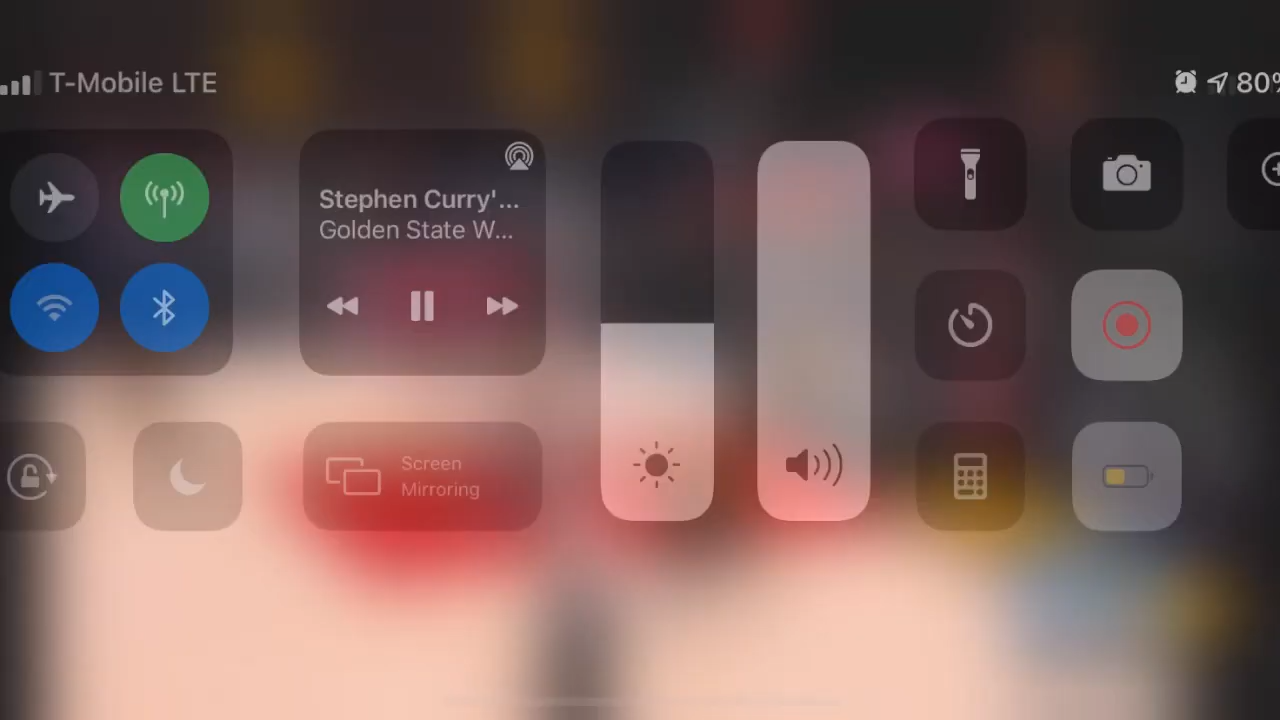 T-Mobile LTE
80%
Stephen Curry'...
Golden State W...
Screen
Mirroring